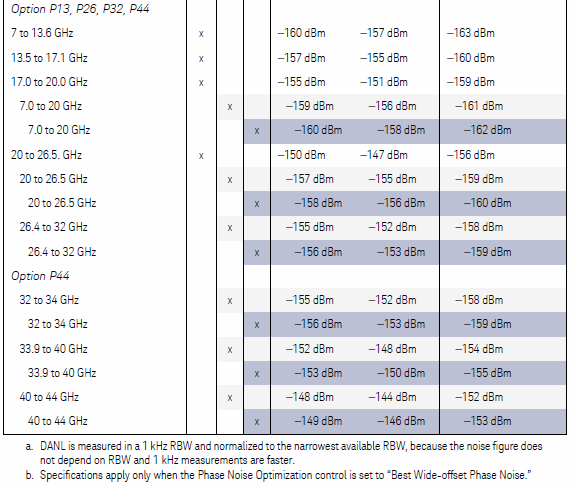 Option P13, P26, P32, P44
7 to 13.6 GHz x –160 dBm –157 dBm –163 dBm
13.5 to 17.1 GHz x –157 dBm –155 dBm –160 dBm
17.0 to 20.0 GHz x –155 dBm –151 dBm –159 dBm
7.0 to 20 GHz x –159 dBm –156 dBm –161 dBm
7.0 to 20 GHz x –160 dBm –158 dBm –162 dBm
20 to 26.5. GHz x –150 dBm –147 dBm –156 dBm
20 to 26.5 GHz x –157 dBm –155 dBm –159 dBm
20 to 26.5 GHz x –158 dBm –156 dBm –160 dBm
26.4 to 32 GHz x –155 dBm –152 dBm –158 dBm
26.4 to 32 GHz x –156 dBm –153 dBm –159 dBm
Option P44
32 to 34 GHz x –155 dBm –152 dBm –158 dBm
32 to 34 GHz x –156 dBm –153 dBm –159 dBm
33.9 to 40 GHz x –152 dBm –148 dBm –154 dBm
33.9 to 40 GHz x –153 dBm –150 dBm –155 dBm
40 to 44 GHz x –148 dBm –144 dBm –152 dBm
40 to 44 GHz x –149 dBm –146 dBm –153 dBm
a. DANL is measured in a 1 kHz RBW and normalized to the narrowest available RBW, because the noise figure does
not depend on RBW and 1 kHz measurements are faster.
b. Specifications apply only when the Phase Noise Optimization control is set to “Best Wide-offset Phase Noise.”